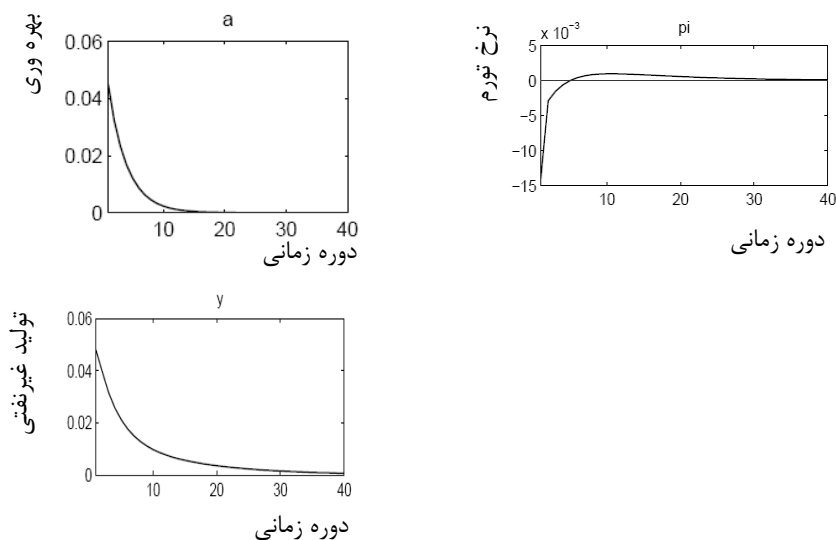 a
بهره وری
0.06
0.04
0.02
0
10 20 30 40
دوره زمانی
pi
نرخ تورم
x 10⁻³
5
0
−5
−10
−15
10 20 30 40
دوره زمانی
y
تولید غیرنفتی
0.06
0.04
0.02
0
10 20 30 40
دوره زمانی